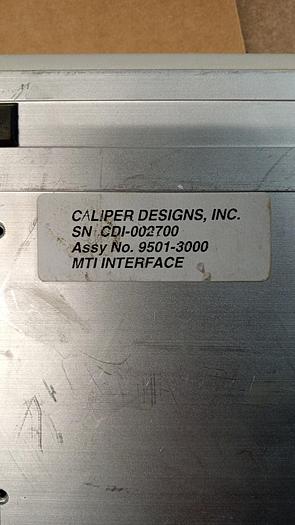 CALIPER DESIGNS, INC.
SN CDI-002700
Assy No. 9501-3000
MTI INTERFACE